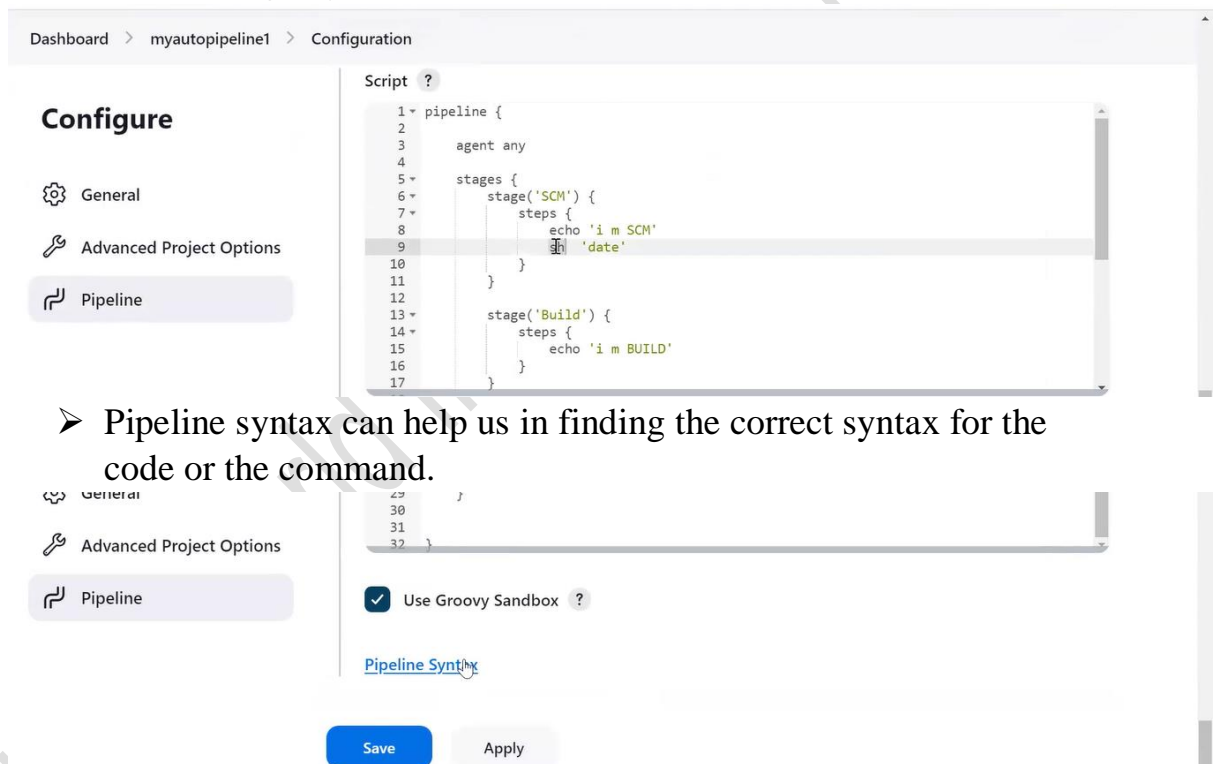 Dashboard > myautopipeline1 > Configuration
Configure
General
Advanced Project Options
Pipeline
Script ?
1 pipeline {
2
3 agent any
4
5 stages {
6 stage('SCM') {
7 steps {
8 echo 'i m SCM'
9 sh 'date'
10 }
11 }
12
13 stage('Build') {
14 steps {
15 echo 'i m BUILD'
16 }
17 }
➢ Pipeline syntax can help us in finding the correct syntax for the
code or the command.
General
Advanced Project Options
Pipeline
29 }
30
31
32 }
Use Groovy Sandbox ?
Pipeline Syntax
Save Apply